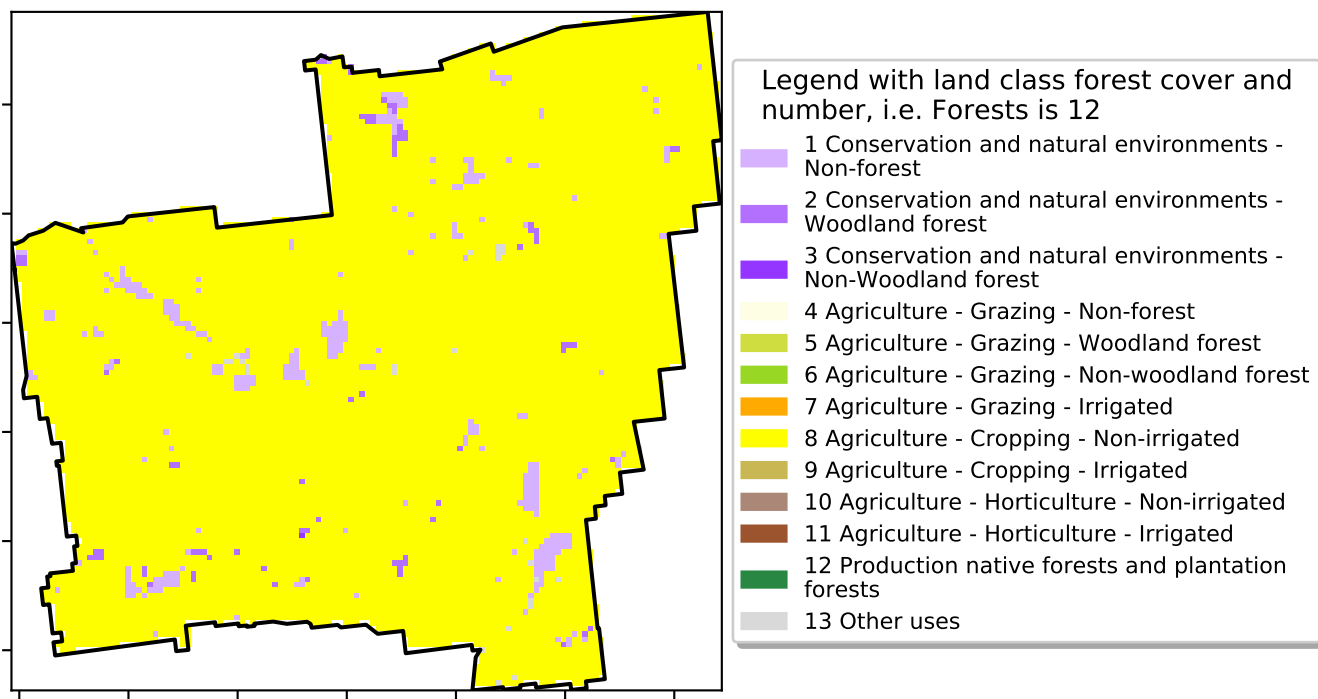 Legend with land class forest cover and
number, i.e. Forests is 12
1 Conservation and natural environments -
Non-forest
2 Conservation and natural environments -
Woodland forest
3 Conservation and natural environments -
Non-Woodland forest
4 Agriculture - Grazing - Non-forest
5 Agriculture - Grazing - Woodland forest
6 Agriculture - Grazing - Non-woodland forest
7 Agriculture - Grazing - Irrigated
8 Agriculture - Cropping - Non-irrigated
9 Agriculture - Cropping - Irrigated
10 Agriculture - Horticulture - Non-irrigated
11 Agriculture - Horticulture - Irrigated
12 Production native forests and plantation
forests
13 Other uses